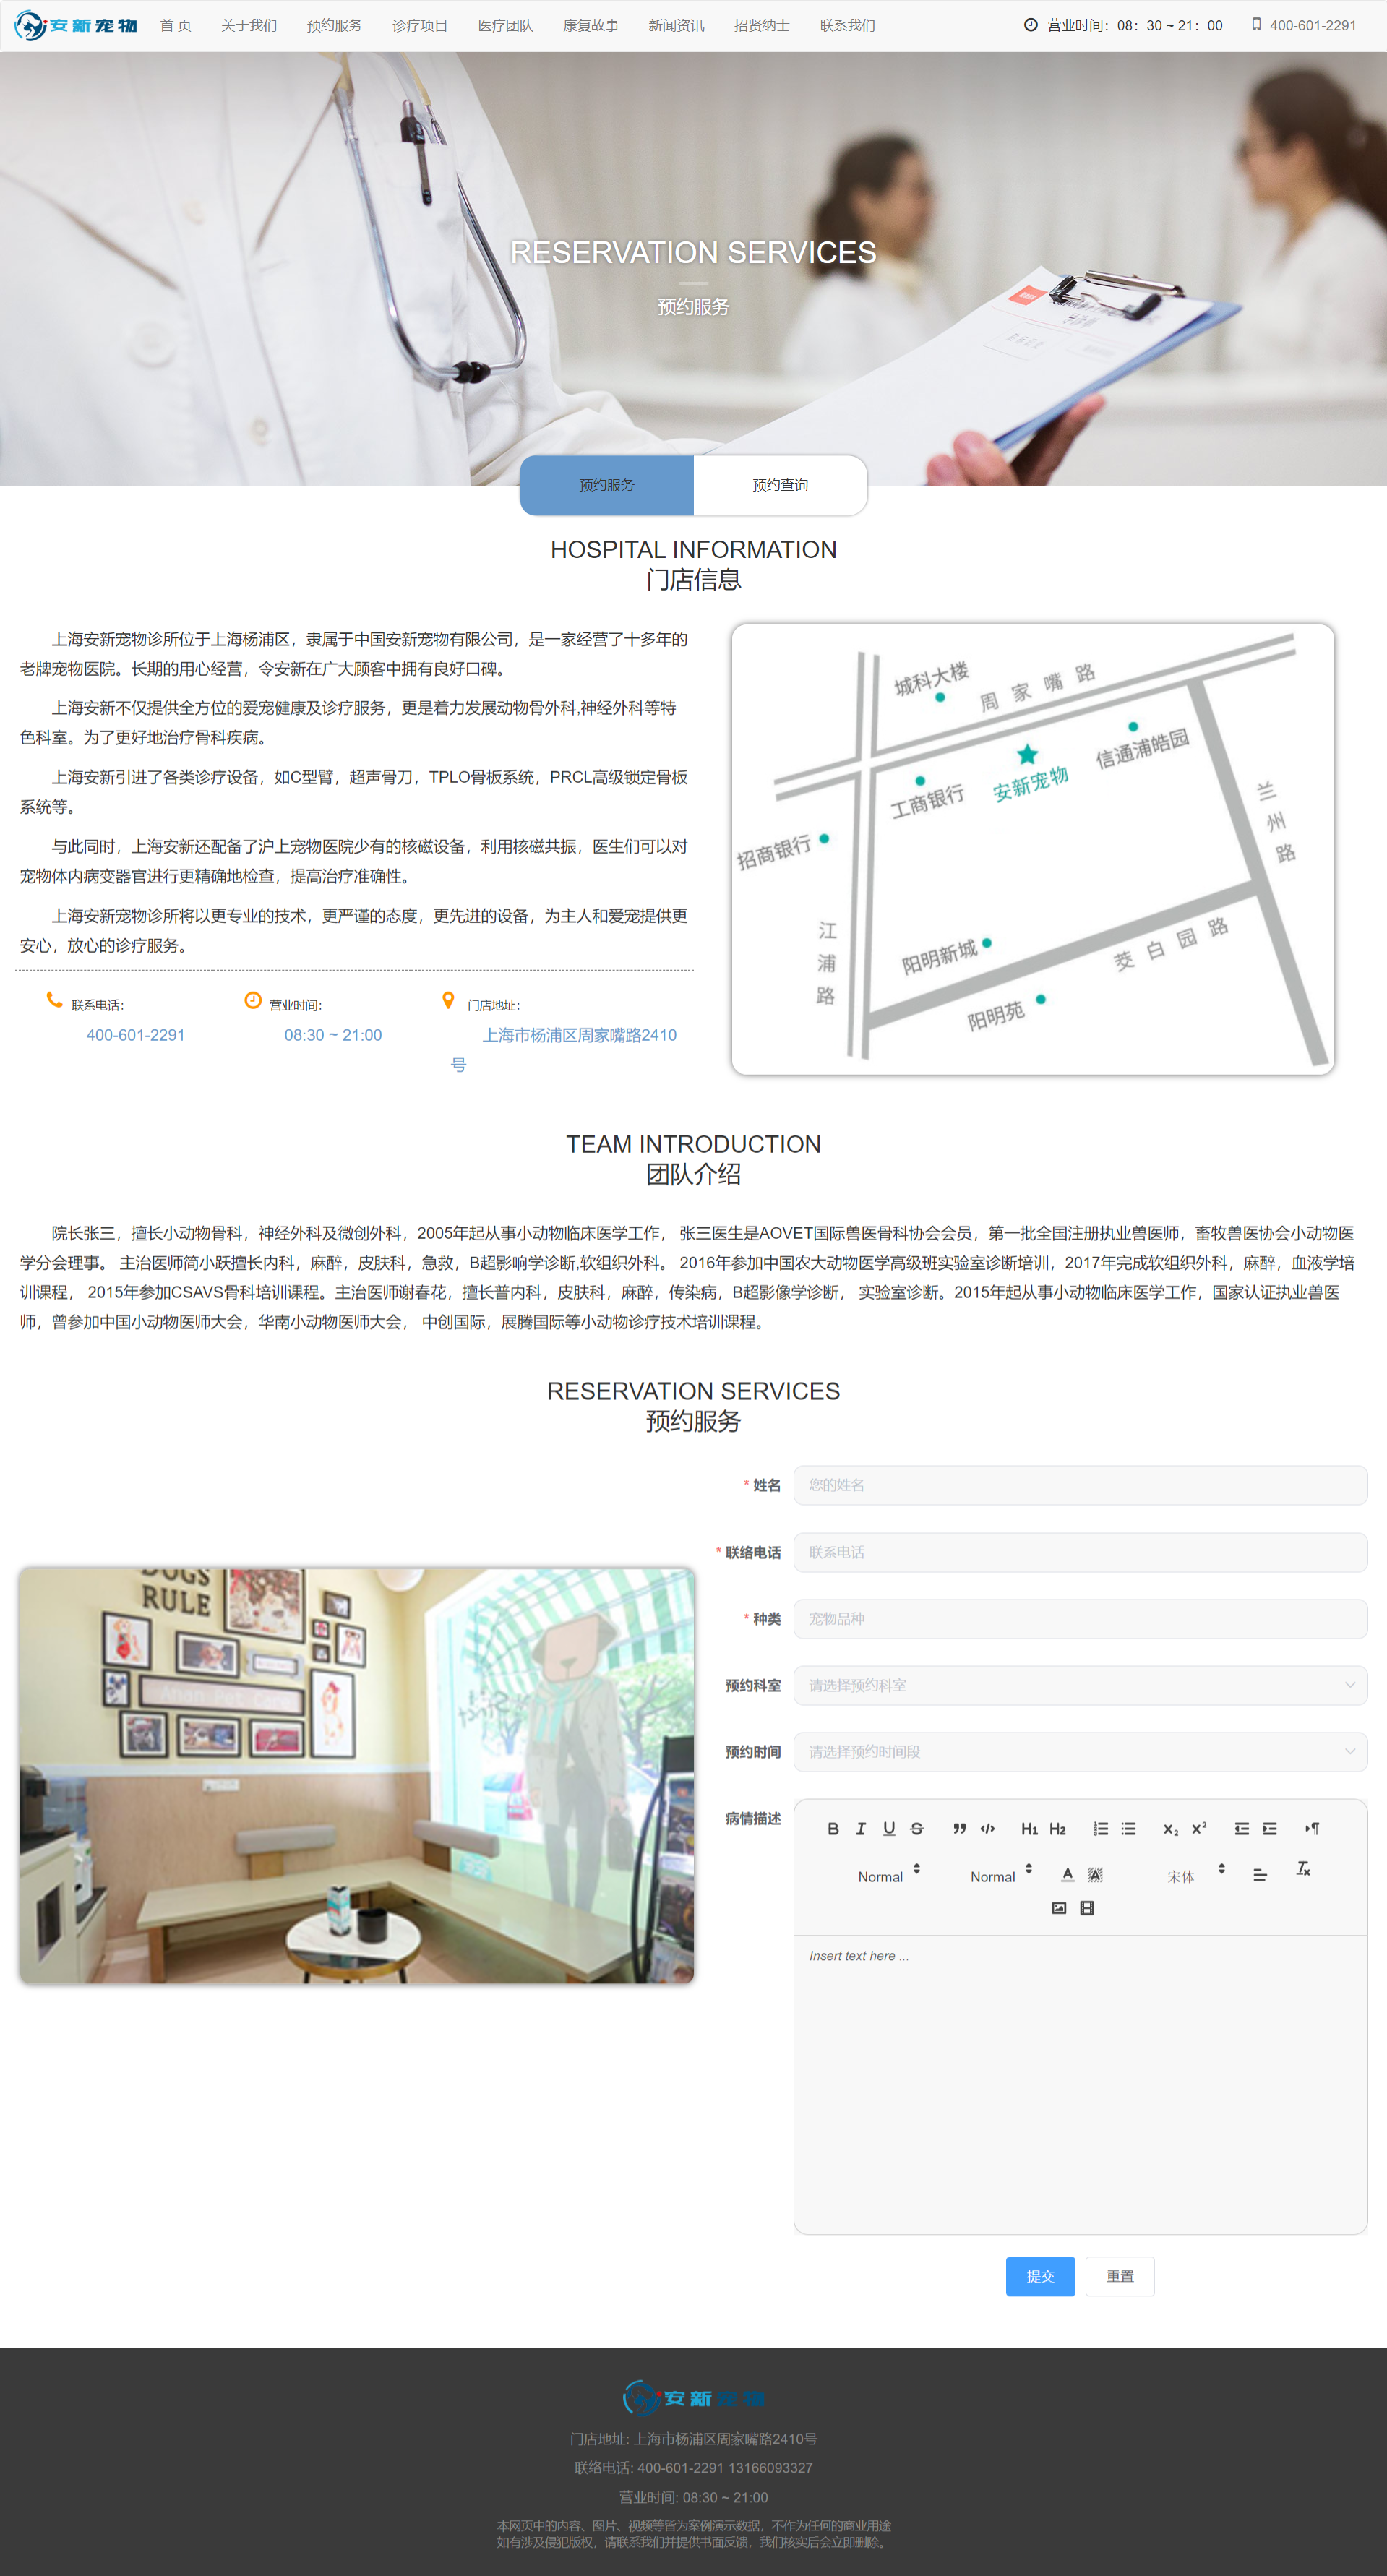 安新宠物 首 页 关于我们 预约服务 诊疗项目 医疗团队 康复故事 新闻资讯 招贤纳士 联系我们 营业时间：08：30 ~ 21：00 400-601-2291
RESERVATION SERVICES
预约服务
预约服务 预约查询
HOSPITAL INFORMATION
门店信息
上海安新宠物诊所位于上海杨浦区，隶属于中国安新宠物有限公司，是一家经营了十多年的
老牌宠物医院。长期的用心经营，令安新在广大顾客中拥有良好口碑。
上海安新不仅提供全方位的爱宠健康及诊疗服务，更是着力发展动物骨外科,神经外科等特
色科室。为了更好地治疗骨科疾病。
上海安新引进了各类诊疗设备，如C型臂，超声骨刀，TPLO骨板系统，PRCL高级锁定骨板
系统等。
与此同时，上海安新还配备了沪上宠物医院少有的核磁设备，利用核磁共振，医生们可以对
宠物体内病变器官进行更精确地检查，提高治疗准确性。
上海安新宠物诊所将以更专业的技术，更严谨的态度，更先进的设备，为主人和爱宠提供更
安心，放心的诊疗服务。
联系电话：
400-601-2291
营业时间：
08:30 ~ 21:00
门店地址：
上海市杨浦区周家嘴路2410
号
城科大楼
周家嘴路
信通浦皓园
安新宠物
工商银行
招商银行
兰州路
江浦路
阳明新城
茭白园路
阳明苑
TEAM INTRODUCTION
团队介绍
院长张三，擅长小动物骨科，神经外科及微创外科，2005年起从事小动物临床医学工作， 张三医生是AOVET国际兽医骨科协会会员，第一批全国注册执业兽医师，畜牧兽医协会小动物医
学分会理事。 主治医师简小跃擅长内科，麻醉，皮肤科，急救，B超影响学诊断,软组织外科。 2016年参加中国农大动物医学高级班实验室诊断培训，2017年完成软组织外科，麻醉，血液学培
训课程， 2015年参加CSAVS骨科培训课程。主治医师谢春花，擅长普内科，皮肤科，麻醉，传染病，B超影像学诊断， 实验室诊断。2015年起从事小动物临床医学工作，国家认证执业兽医
师，曾参加中国小动物医师大会，华南小动物医师大会， 中创国际，展腾国际等小动物诊疗技术培训课程。
RESERVATION SERVICES
预约服务
DOGS
RULE
Anan Pet Care
* 姓名 您的姓名
* 联络电话 联系电话
* 种类 宠物品种
预约科室 请选择预约科室
预约时间 请选择预约时间段
病情描述
Normal Normal 宋体
Insert text here ...
提交 重置
安新宠物
门店地址: 上海市杨浦区周家嘴路2410号
联络电话: 400-601-2291 13166093327
营业时间: 08:30 ~ 21:00
本网页中的内容、图片、视频等皆为案例演示数据，不作为任何的商业用途
如有涉及侵犯版权，请联系我们并提供书面反馈，我们核实后会立即删除。